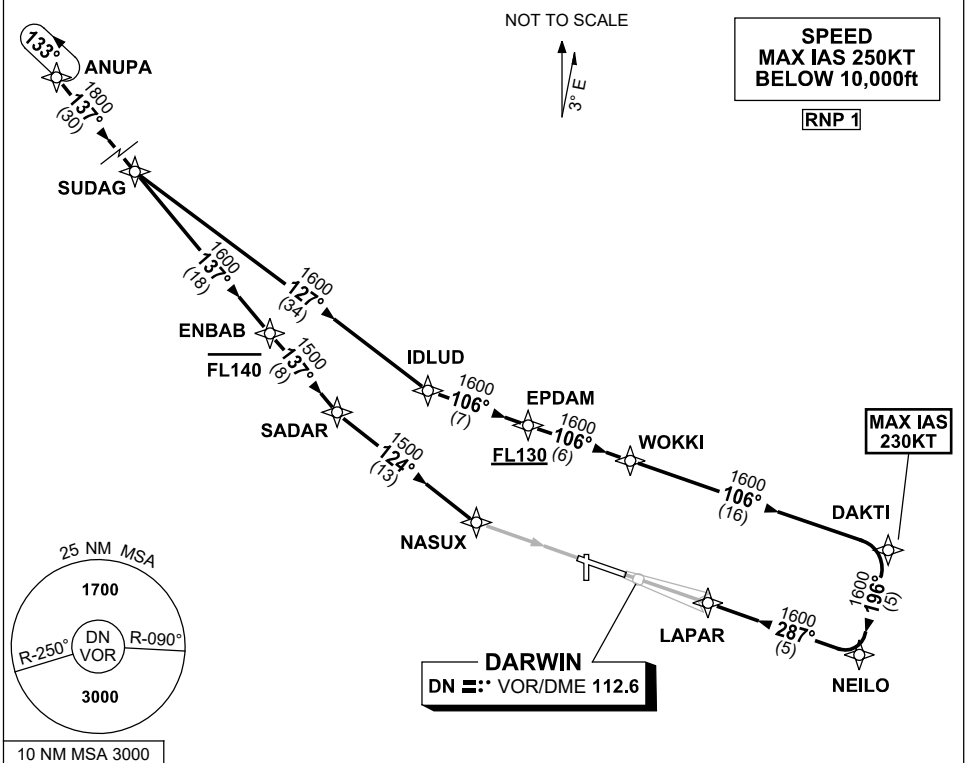 NOT TO SCALE
3° E
SPEED
MAX IAS 250KT
BELOW 10,000ft
RNP 1
133°
ANUPA
1800
137°
(30)
SUDAG
1600
137°
(18)
1600
127°
(34)
ENBAB
FL140
1500
137°
(8)
IDLUD
1600
106°
(7)
EPDAM
FL130
1600
106°
(6)
WOKKI
MAX IAS
230KT
SADAR
1500
124°
(13)
1600
106°
(16)
DAKTI
NASUX
1600
196°
(5)
LAPAR
1600
287°
(5)
NEILO
DARWIN
DN VOR/DME 112.6
25 NM MSA
1700
R-250°
DN
VOR
R-090°
3000
10 NM MSA 3000